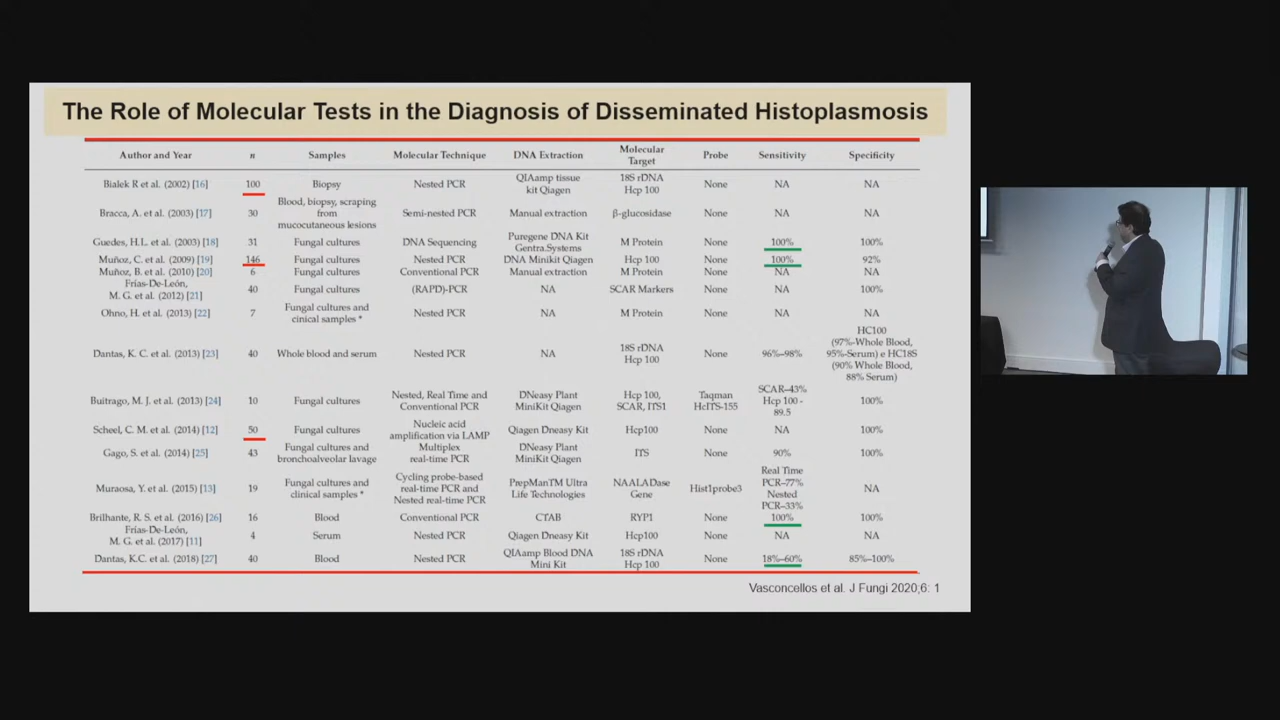 The Role of Molecular Tests in the Diagnosis of Disseminated Histoplasmosis
Author and Year n Samples Molecular Technique DNA Extraction Molecular Target Probe Sensitivity Specificity
Bialek R et al. (2002) [16] 100 Biopsy Nested PCR QIAamp tissue kit Qiagen 18S rDNA Hcp 100 None NA NA
Bracca, A. et al. (2003) [17] 30 Blood, biopsy, scraping from mucocutaneous lesions Semi-nested PCR Manual extraction β-glucosidase None NA NA
Guedes, H.L. et al. (2003) [18] 31 Fungal cultures DNA Sequencing Puregene DNA Kit Gentra.Systems M Protein None 100% 100%
Muñoz, C. et al. (2009) [19] 146 Fungal cultures Nested PCR DNA Minikit Qiagen Hcp 100 None 100% 92%
Muñoz, B. et al. (2010) [20] 6 Fungal cultures Conventional PCR Manual extraction M Protein None NA NA
Frías-De-León, M. G. et al. (2012) [21] 40 Fungal cultures (RAPD)-PCR NA SCAR Markers None NA 100%
Ohno, H. et al. (2013) [22] 7 Fungal cultures and cinical samples * Nested PCR NA M Protein None NA NA
Dantas, K. C. et al. (2013) [23] 40 Whole blood and serum Nested PCR NA 18S rDNA Hcp 100 None 96%–98% HC100 (97%-Whole Blood, 95%-Serum) e HC18S (90% Whole Blood, 88% Serum)
Buitrago, M. J. et al. (2013) [24] 10 Fungal cultures Nested, Real Time and Conventional PCR DNeasy Plant MiniKit Qiagen Hcp 100, SCAR, ITS1 Taqman HcITS-155 SCAR–43% Hcp 100 - 89.5 100%
Scheel, C. M. et al. (2014) [12] 50 Fungal cultures Nucleic acid amplification via LAMP Qiagen Dneasy Kit Hcp100 None NA 100%
Gago, S. et al. (2014) [25] 43 Fungal cultures and bronchoalveolar lavage Multiplex real-time PCR DNeasy Plant MiniKit Qiagen ITS None 90% 100%
Muraosa, Y. et al. (2015) [13] 19 Fungal cultures and clinical samples * Cycling probe-based real-time PCR and Nested real-time PCR PrepManTM Ultra Life Technologies NAALADase Gene Hist1probe3 Real Time PCR–77% Nested PCR–33% NA
Brilhante, R. S. et al. (2016) [26] 16 Blood Conventional PCR CTAB RYP1 None 100% 100%
Frías-De-León, M. G. et al. (2017) [11] 4 Serum Nested PCR Qiagen Dneasy Kit Hcp100 None NA NA
Dantas, K.C. et al. (2018) [27] 40 Blood Nested PCR QIAamp Blood DNA Mini Kit 18S rDNA Hcp 100 None 18%–60% 85%–100%
Vasconcellos et al. J Fungi 2020;6: 1